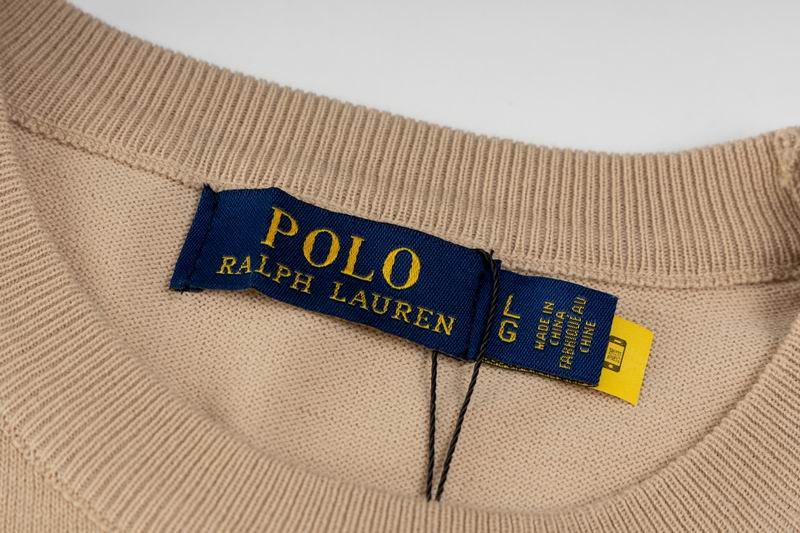 POLO
RALPH LAUREN
L
G
MADE IN
CHINA
FABRIQUÉ AU
CHINE